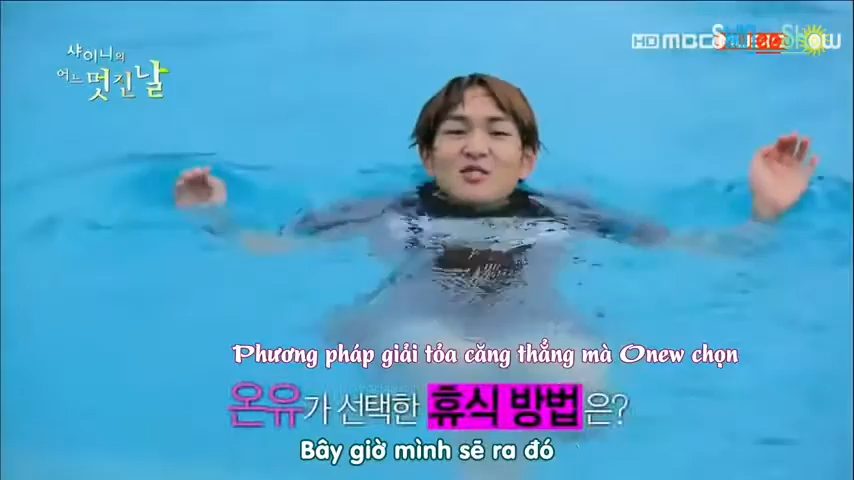 샤이니의
어느 멋진 날
HD MBC
SHOW
Phương pháp giải tỏa căng thẳng mà Onew chọn
온유가 선택한 휴식 방법은?
Bây giờ mình sẽ ra đó